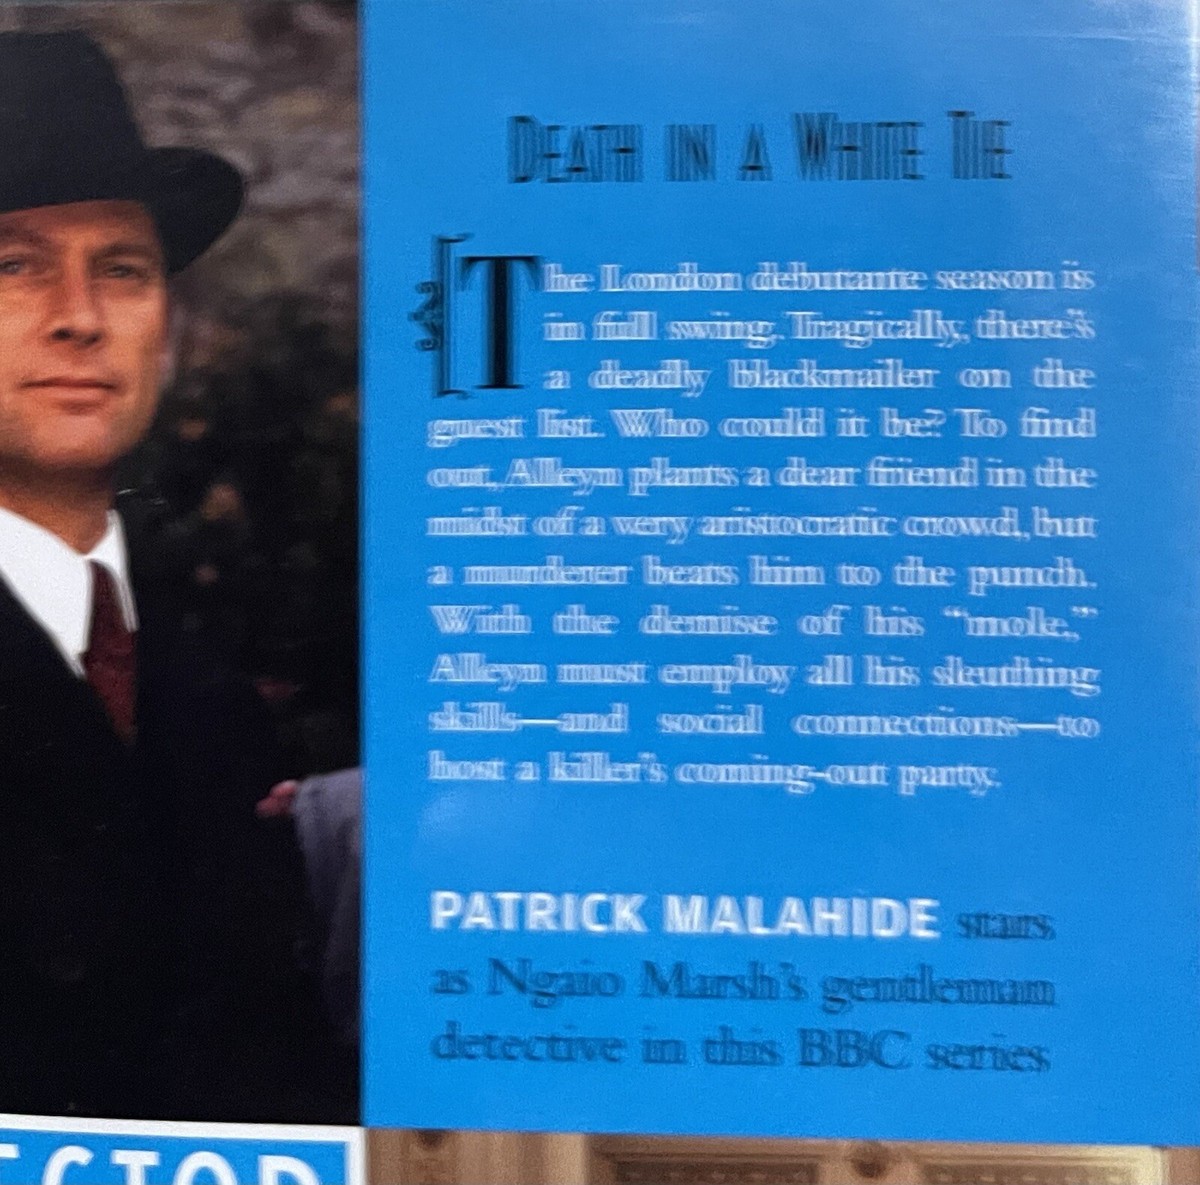 DEATH IN A WHITE TIE
The London debutante season is
in full swing. Tragically, there's
a deadly blackmailer on the
guest list. Who could it be? To find
out, Alleyn plants a dear friend in the
midst of a very aristocratic crowd, but
a murderer beats him to the punch.
With the demise of his “mole,”
Alleyn must employ all his sleuthing
skills—and social connections—to
host a killer's coming-out party.
PATRICK MALAHIDE stars
as Ngaio Marsh's gentleman
detective in this BBC series
ECTOR